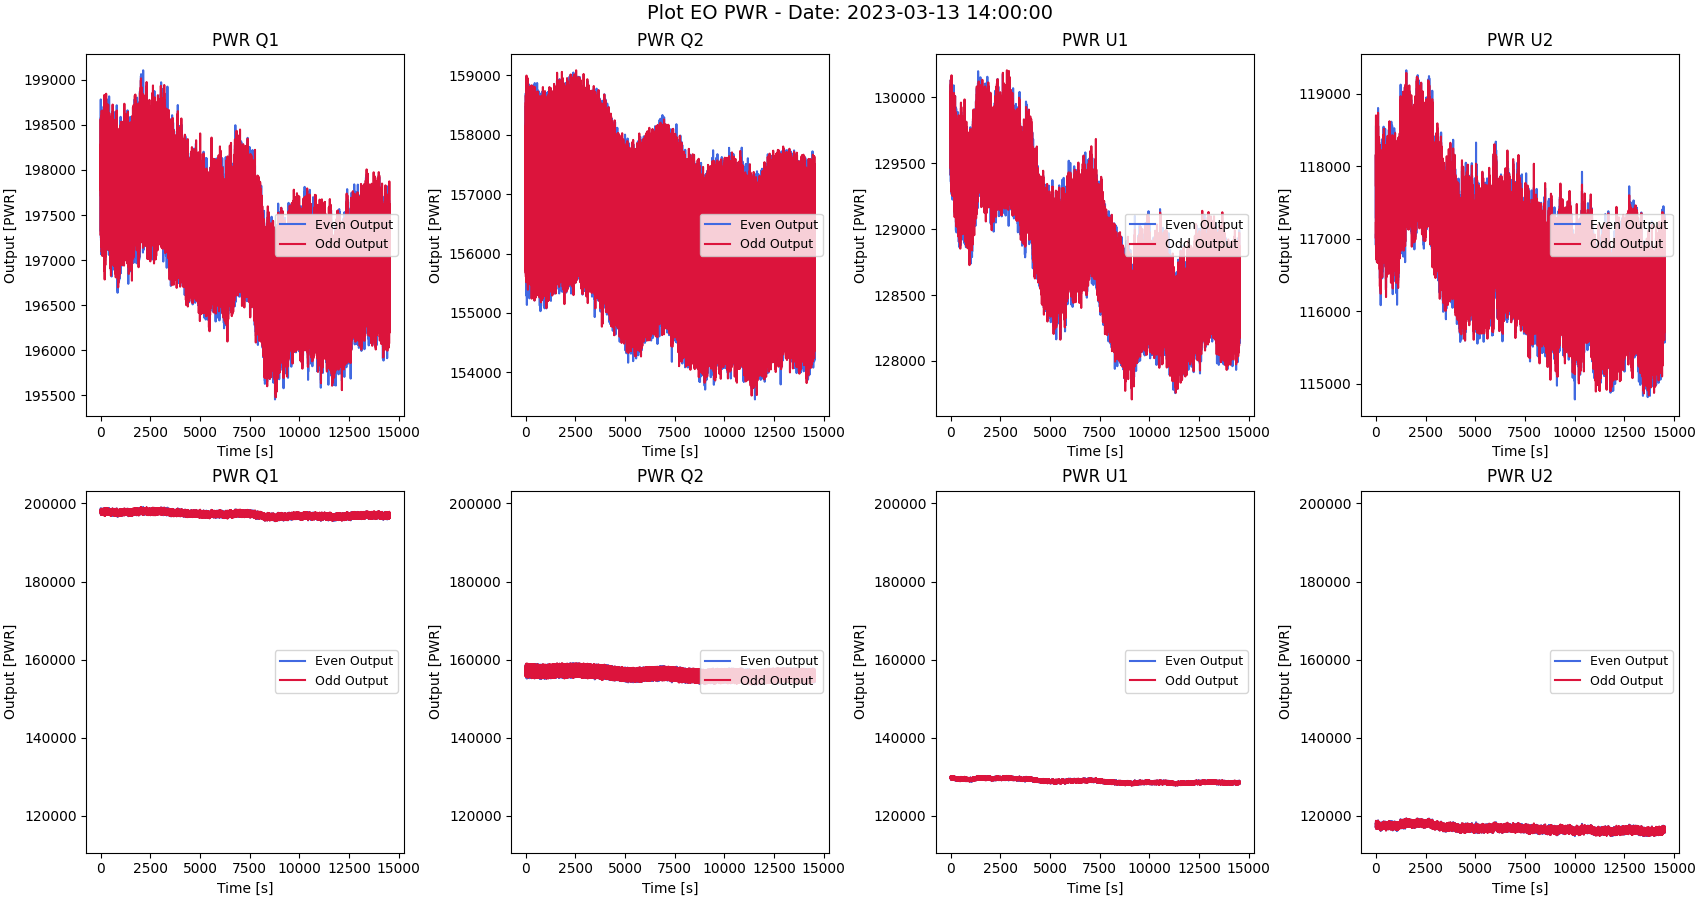 Plot EO PWR - Date: 2023-03-13 14:00:00
PWR Q1
Output [PWR]
199000
198500
198000
197500
197000
196500
196000
195500
0 2500 5000 7500 10000 12500 15000
Time [s]
Even Output
Odd Output
PWR Q2
Output [PWR]
159000
158000
157000
156000
155000
154000
0 2500 5000 7500 10000 12500 15000
Time [s]
Even Output
Odd Output
PWR U1
Output [PWR]
130000
129500
129000
128500
128000
0 2500 5000 7500 10000 12500 15000
Time [s]
Even Output
Odd Output
PWR U2
Output [PWR]
119000
118000
117000
116000
115000
0 2500 5000 7500 10000 12500 15000
Time [s]
Even Output
Odd Output
PWR Q1
Output [PWR]
200000
180000
160000
140000
120000
0 2500 5000 7500 10000 12500 15000
Time [s]
Even Output
Odd Output
PWR Q2
Output [PWR]
200000
180000
160000
140000
120000
0 2500 5000 7500 10000 12500 15000
Time [s]
Even Output
Odd Output
PWR U1
Output [PWR]
200000
180000
160000
140000
120000
0 2500 5000 7500 10000 12500 15000
Time [s]
Even Output
Odd Output
PWR U2
Output [PWR]
200000
180000
160000
140000
120000
0 2500 5000 7500 10000 12500 15000
Time [s]
Even Output
Odd Output